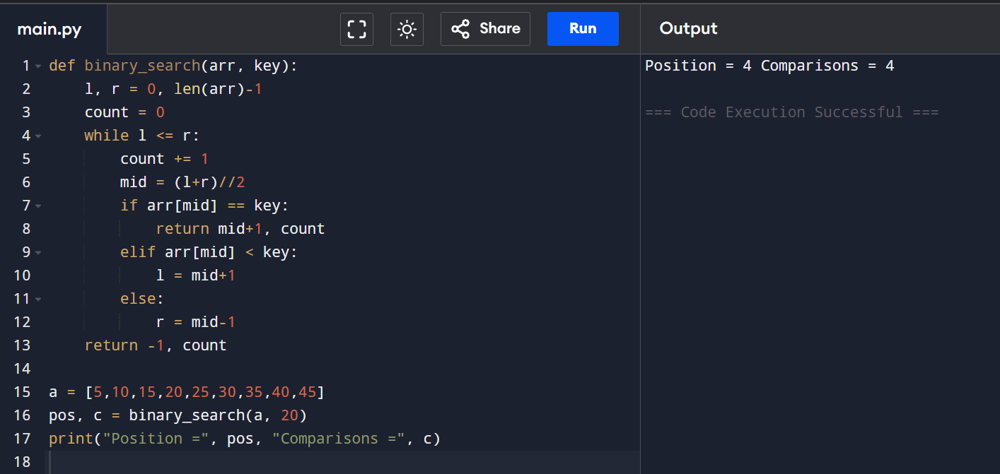 main.py
Share
Run
Output
1 def binary_search(arr, key):
2     l, r = 0, len(arr)-1
3     count = 0
4     while l <= r:
5         count += 1
6         mid = (l+r)//2
7         if arr[mid] == key:
8             return mid+1, count
9         elif arr[mid] < key:
10             l = mid+1
11         else:
12             r = mid-1
13     return -1, count
14
15 a = [5,10,15,20,25,30,35,40,45]
16 pos, c = binary_search(a, 20)
17 print("Position =", pos, "Comparisons =", c)
18
Position = 4 Comparisons = 4
=== Code Execution Successful ===